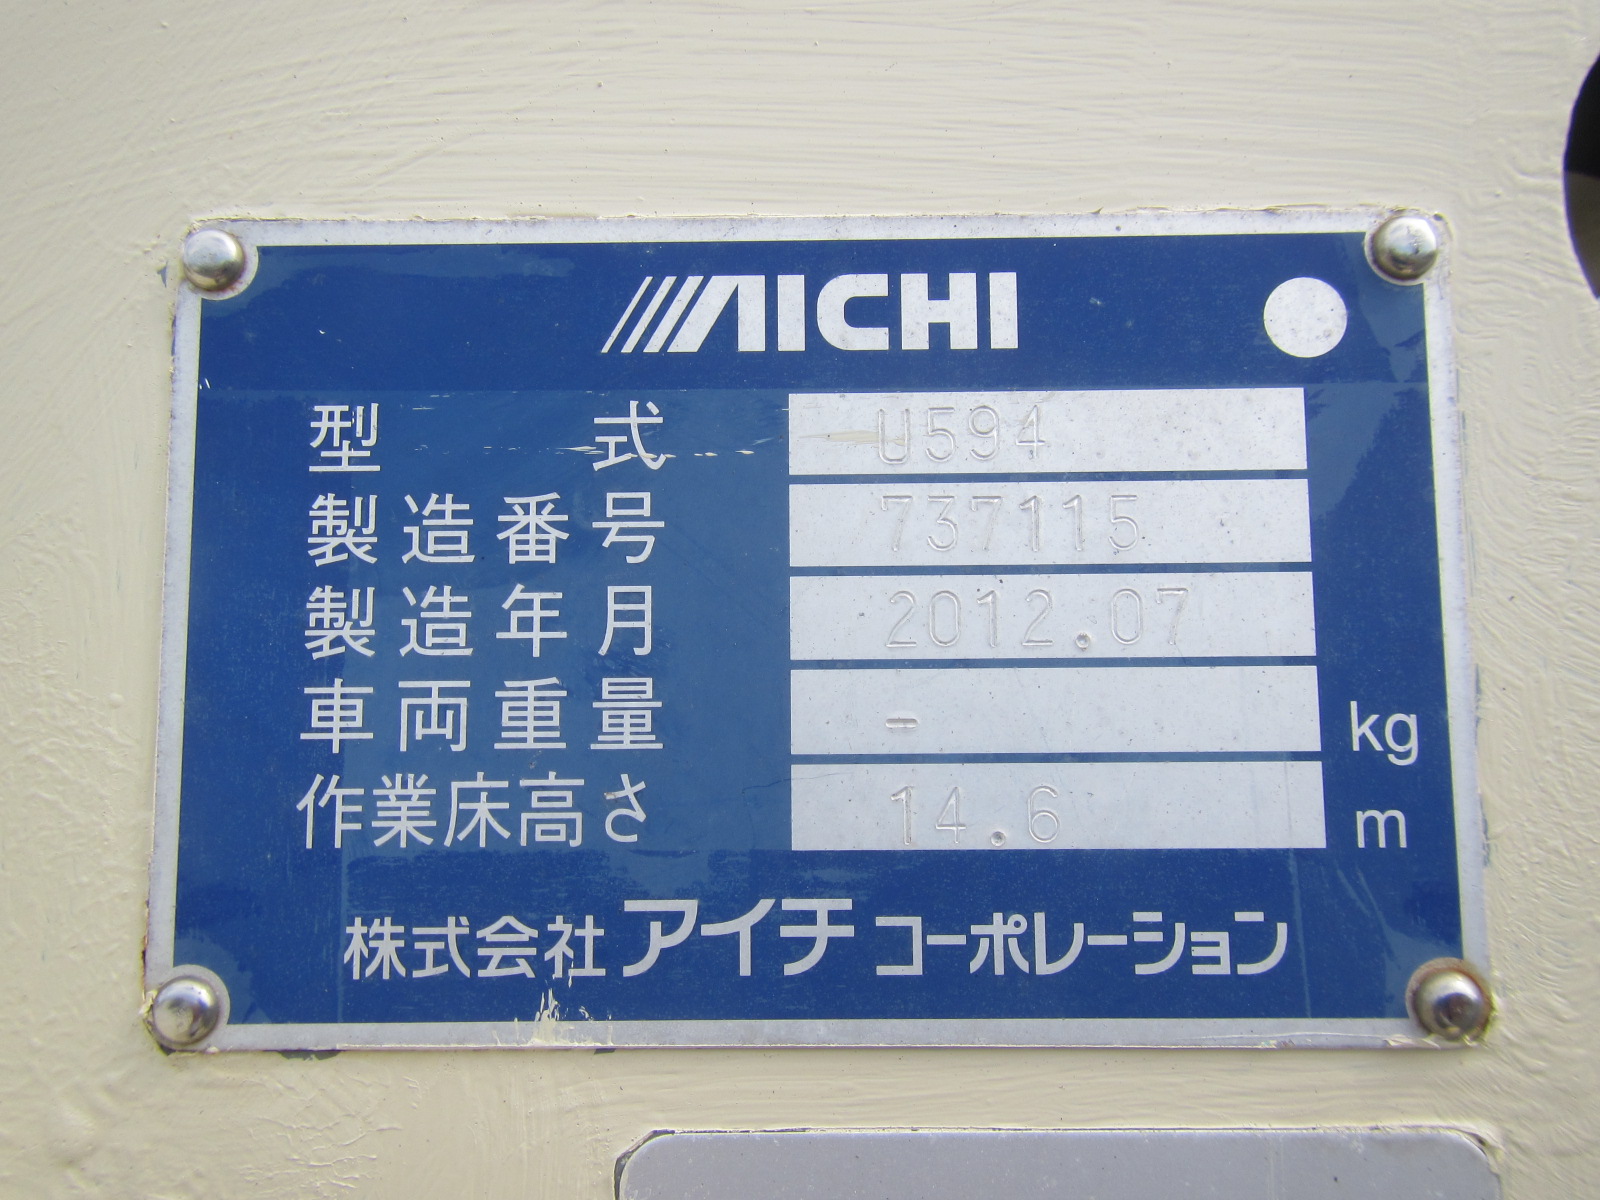 AICHI
型式 U594
製造番号 737115
製造年月 2012.07
車両重量 - kg
作業床高さ 14.6 m
株式会社アイチコーポレーション